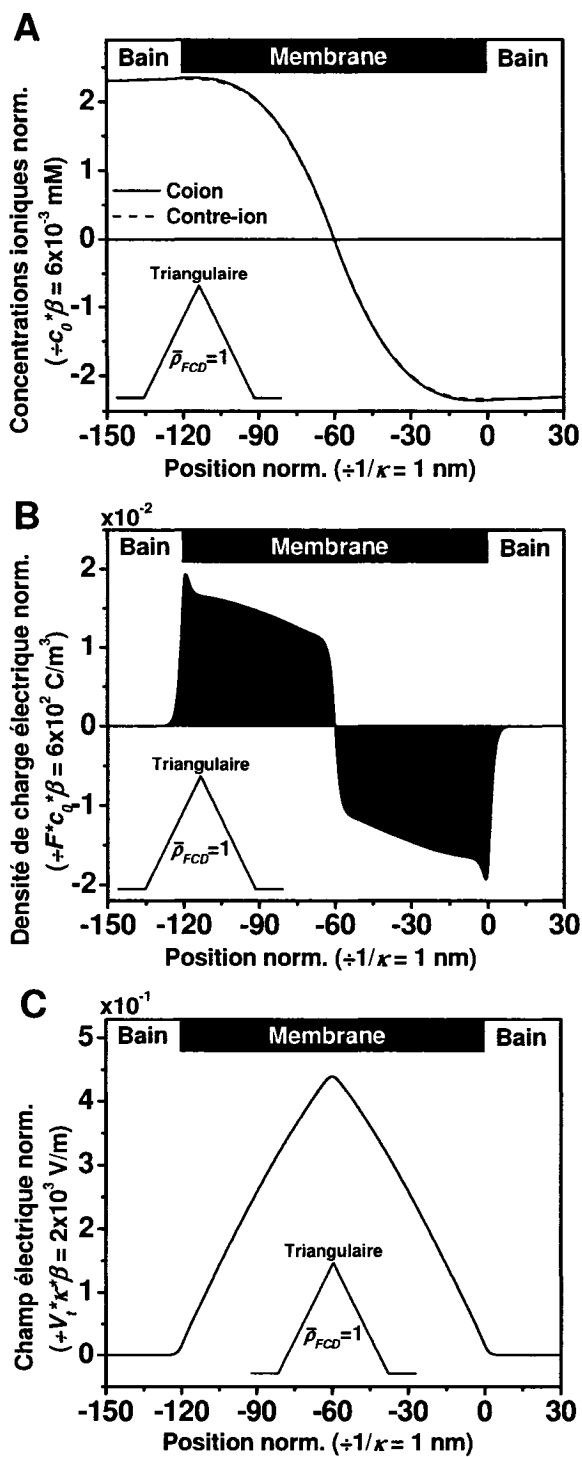 A
Bain Membrane Bain
Concentrations ioniques norm.
(÷c₀*β = 6x10⁻³ mM)
2
1
0
-1
-2
Coion
Contre-ion
Triangulaire
ρ̄FCD=1
-150 -120 -90 -60 -30 0 30
Position norm. (÷1/κ = 1 nm)
B
x10⁻²
Bain Membrane Bain
Densité de charge électrique norm.
(÷F*c₀*β = 6x10² C/m³)
2
1
0
-1
-2
Triangulaire
ρ̄FCD=1
-150 -120 -90 -60 -30 0 30
Position norm. (÷1/κ = 1 nm)
C
x10⁻¹
Bain Membrane Bain
Champ électrique norm.
(÷Vₜ*κ*β = 2x10³ V/m)
5
4
3
2
1
0
Triangulaire
ρ̄FCD=1
-150 -120 -90 -60 -30 0 30
Position norm. (÷1/κ = 1 nm)